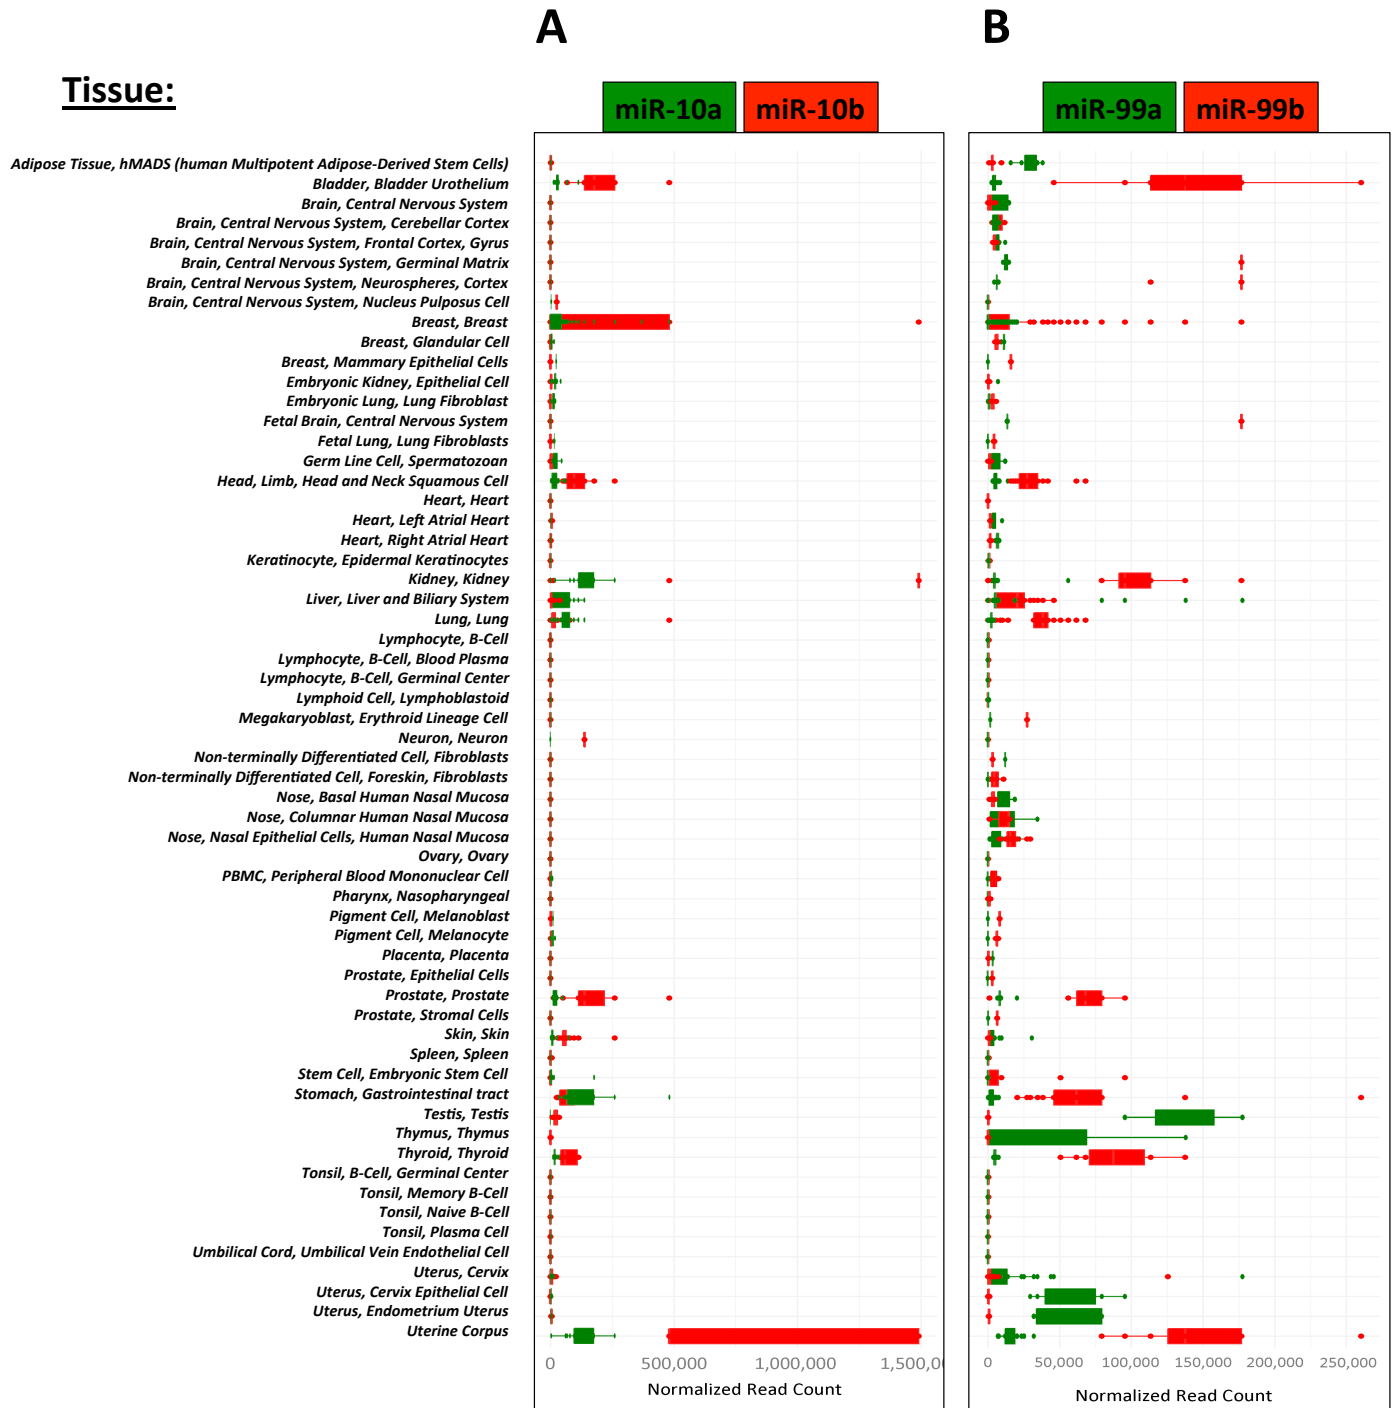 A B
Tissue:
miR-10a miR-10b miR-99a miR-99b
Adipose Tissue, hMADS (human Multipotent Adipose-Derived Stem Cells)
Bladder, Bladder Urothelium
Brain, Central Nervous System
Brain, Central Nervous System, Cerebellar Cortex
Brain, Central Nervous System, Frontal Cortex, Gyrus
Brain, Central Nervous System, Germinal Matrix
Brain, Central Nervous System, Neurospheres, Cortex
Brain, Central Nervous System, Nucleus Pulposus Cell
Breast, Breast
Breast, Glandular Cell
Breast, Mammary Epithelial Cells
Embryonic Kidney, Epithelial Cell
Embryonic Lung, Lung Fibroblast
Fetal Brain, Central Nervous System
Fetal Lung, Lung Fibroblasts
Germ Line Cell, Spermatozoan
Head, Limb, Head and Neck Squamous Cell
Heart, Heart
Heart, Left Atrial Heart
Heart, Right Atrial Heart
Keratinocyte, Epidermal Keratinocytes
Kidney, Kidney
Liver, Liver and Biliary System
Lung, Lung
Lymphocyte, B-Cell
Lymphocyte, B-Cell, Blood Plasma
Lymphocyte, B-Cell, Germinal Center
Lymphoid Cell, Lymphoblastoid
Megakaryoblast, Erythroid Lineage Cell
Neuron, Neuron
Non-terminally Differentiated Cell, Fibroblasts
Non-terminally Differentiated Cell, Foreskin, Fibroblasts
Nose, Basal Human Nasal Mucosa
Nose, Columnar Human Nasal Mucosa
Nose, Nasal Epithelial Cells, Human Nasal Mucosa
Ovary, Ovary
PBMC, Peripheral Blood Mononuclear Cell
Pharynx, Nasopharyngeal
Pigment Cell, Melanoblast
Pigment Cell, Melanocyte
Placenta, Placenta
Prostate, Epithelial Cells
Prostate, Prostate
Prostate, Stromal Cells
Skin, Skin
Spleen, Spleen
Stem Cell, Embryonic Stem Cell
Stomach, Gastrointestinal tract
Testis, Testis
Thymus, Thymus
Thyroid, Thyroid
Tonsil, B-Cell, Germinal Center
Tonsil, Memory B-Cell
Tonsil, Naive B-Cell
Tonsil, Plasma Cell
Umbilical Cord, Umbilical Vein Endothelial Cell
Uterus, Cervix
Uterus, Cervix Epithelial Cell
Uterus, Endometrium Uterus
Uterine Corpus
0 500,000 1,000,000 1,500,0
0 50,000 100,000 150,000 200,000 250,000
Normalized Read Count
Normalized Read Count